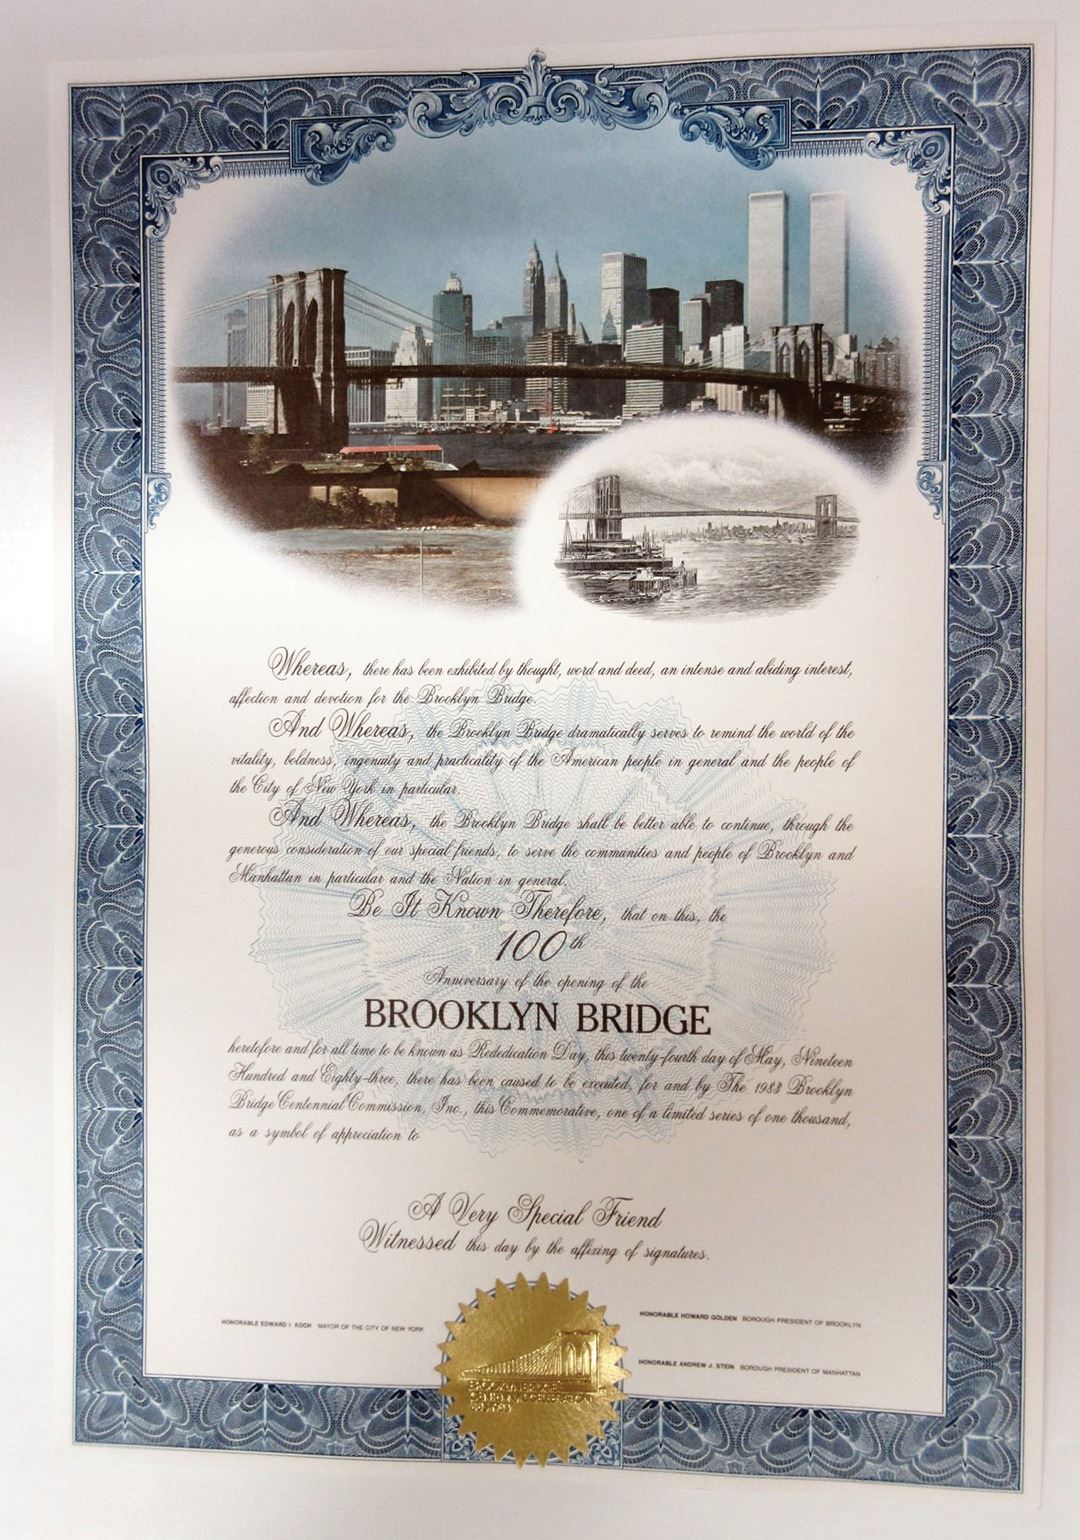 Whereas, there has been exhibited by thought, word and deed, an intense and abiding interest,
affection and devotion for the Brooklyn Bridge.
And Whereas, the Brooklyn Bridge dramatically serves to remind the world of the
vitality, boldness, ingenuity and practicality of the American people in general and the people of
the City of New York in particular.
And Whereas, the Brooklyn Bridge shall be better able to continue, through the
generous consideration of our special friends, to serve the communities and people of Brooklyn and
Manhattan in particular and the Nation in general.
Be It Known Therefore, that on this, the
100th
Anniversary of the opening of the
BROOKLYN BRIDGE
heretofore and for all time to be known as Rededication Day, this twenty-fourth day of May, Nineteen
Hundred and Eighty-three, there has been caused to be executed, for and by The 1983 Brooklyn
Bridge Centennial Commission, Inc., this Commemorative, one of a limited series of one thousand,
as a symbol of appreciation to
A Very Special Friend
Witnessed this day by the affixing of signatures.
HONORABLE EDWARD I. KOCH MAYOR OF THE CITY OF NEW YORK
HONORABLE HOWARD GOLDEN BOROUGH PRESIDENT OF BROOKLYN
HONORABLE ANDREW J. STEIN BOROUGH PRESIDENT OF MANHATTAN
BROOKLYN BRIDGE